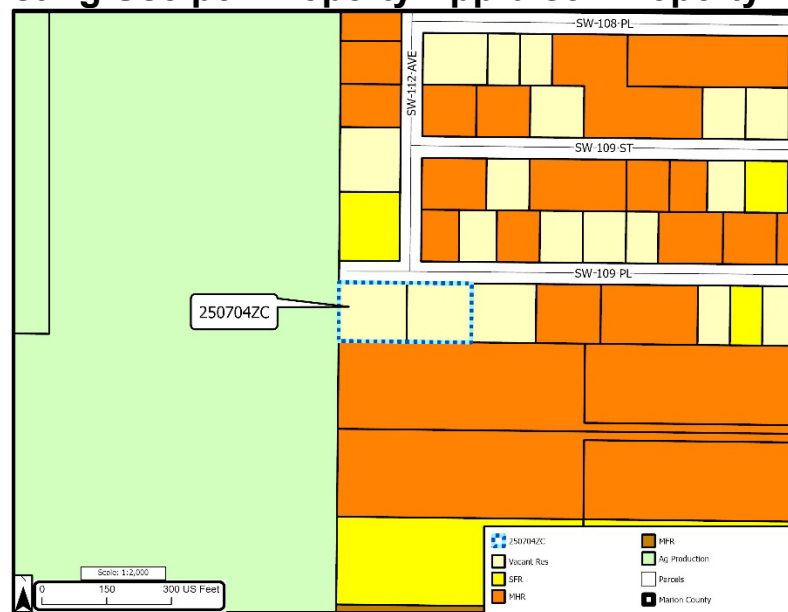 SW 108 PL
SW-112-AVE
SW-109-ST
SW-109-PL
250704ZC
Scale: 1:2,000
0 150 300 US Feet
250704ZC
Vacant Res
SFR
MHR
MFR
Ag Production
Parcels
Marion County